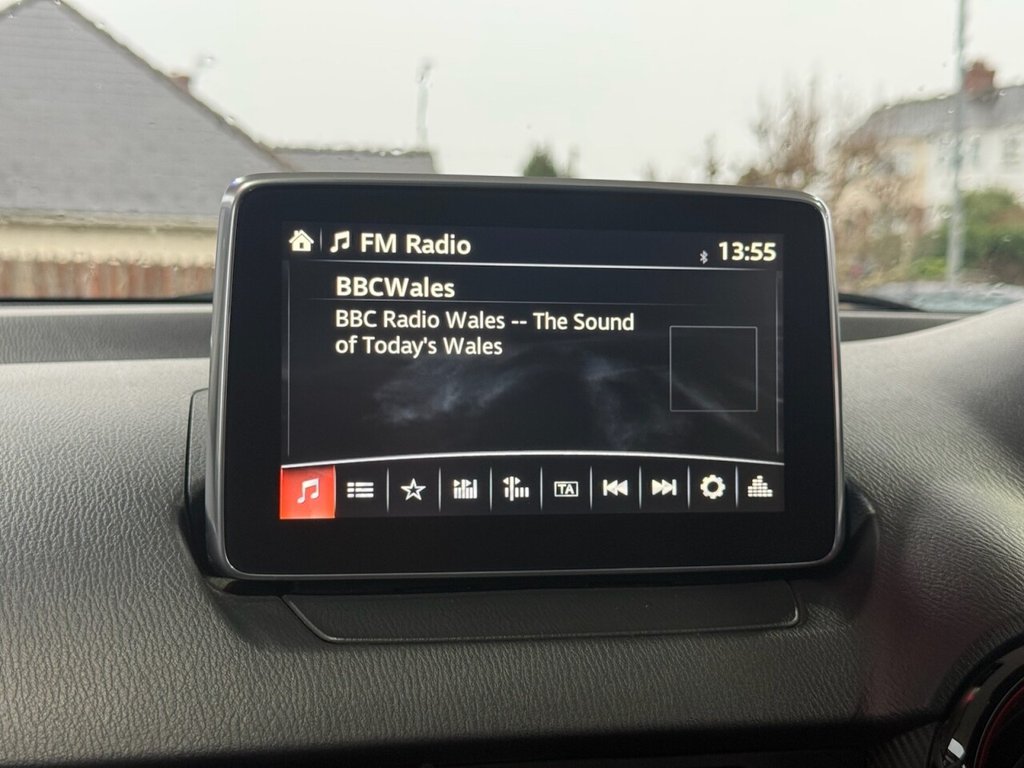 FM Radio
13:55
BBCWales
BBC Radio Wales -- The Sound
of Today's Wales
TA